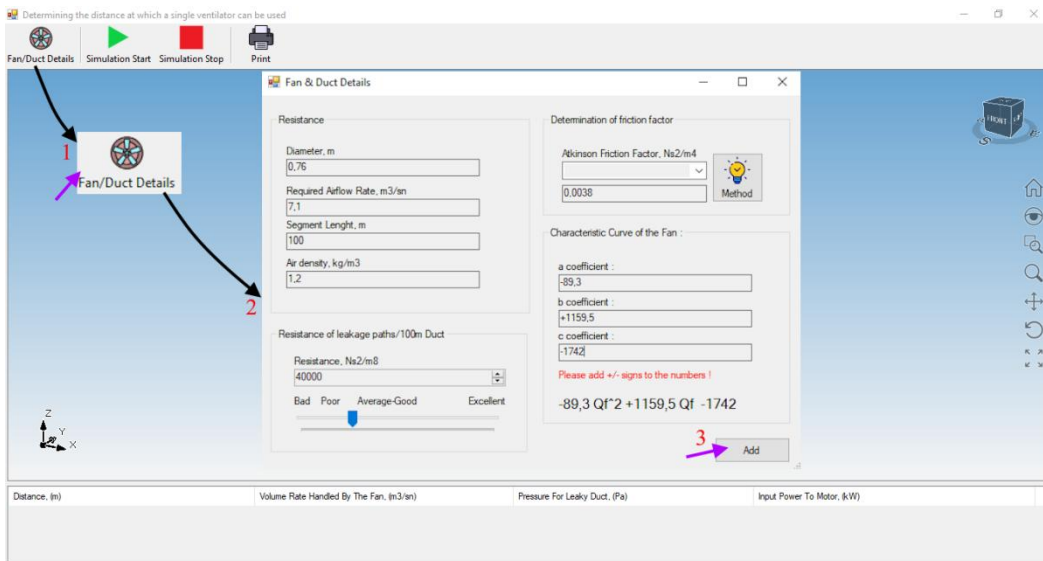 Determining the distance at which a single ventilator can be used
Fan/Duct Details Simulation Start Simulation Stop Print
1
Fan/Duct Details
2
Fan & Duct Details
Resistance
Diameter, m
0,76
Required Airflow Rate, m3/sn
7,1
Segment Lenght, m
100
Air density, kg/m3
1,2
Resistance of leakage paths/100m Duct
Resistance, Ns2/m8
40000
Bad Poor Average-Good Excellent
Determination of friction factor
Atkinson Friction Factor, Ns2/m4
0.0038
Method
Characteristic Curve of the Fan :
a coefficient :
-89,3
b coefficient :
+1159,5
c coefficient :
-1742
Please add +/- signs to the numbers !
-89,3 Qf^2 +1159,5 Qf -1742
3
Add
FRONT
S
E
Z
Y
X
Distance, (m) Volume Rate Handled By The Fan, (m3/sn) Pressure For Leaky Duct, (Pa) Input Power To Motor, (kW)